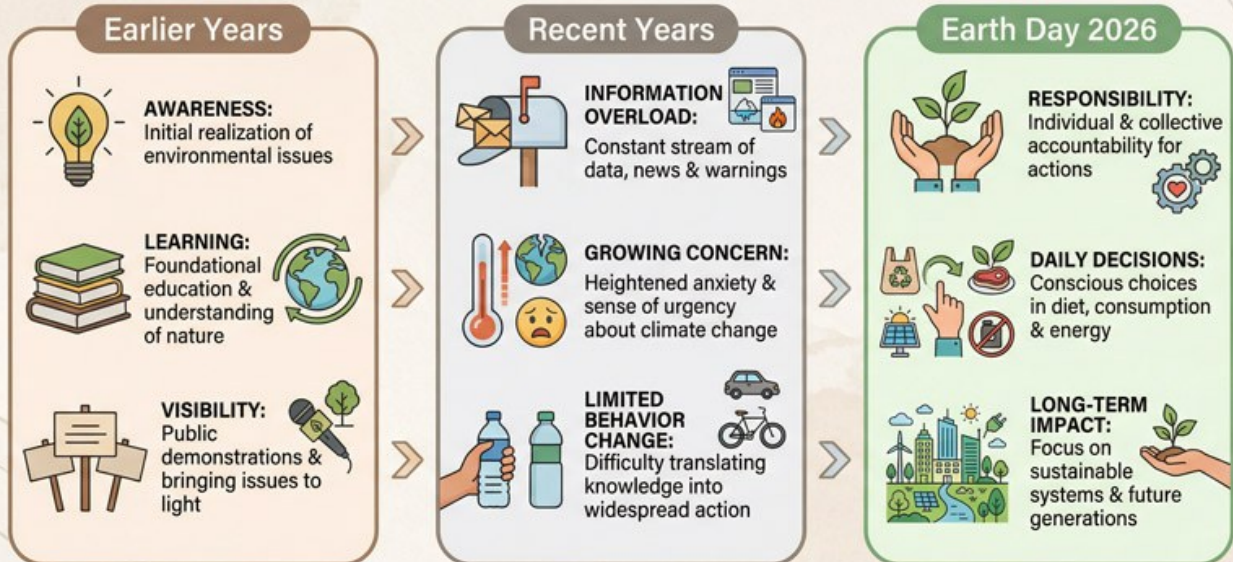 Earlier Years
AWARENESS:
Initial realization of
environmental issues
LEARNING:
Foundational
education &
understanding
of nature
VISIBILITY:
Public
demonstrations &
bringing issues to
light
Recent Years
INFORMATION
OVERLOAD:
Constant stream of
data, news & warnings
GROWING CONCERN:
Heightened anxiety &
sense of urgency
about climate change
LIMITED
BEHAVIOR
CHANGE:
Difficulty translating
knowledge into
widespread action
Earth Day 2026
RESPONSIBILITY:
Individual & collective
accountability for
actions
DAILY DECISIONS:
Conscious choices
in diet, consumption
& energy
LONG-TERM
IMPACT:
Focus on
sustainable
systems & future
generations